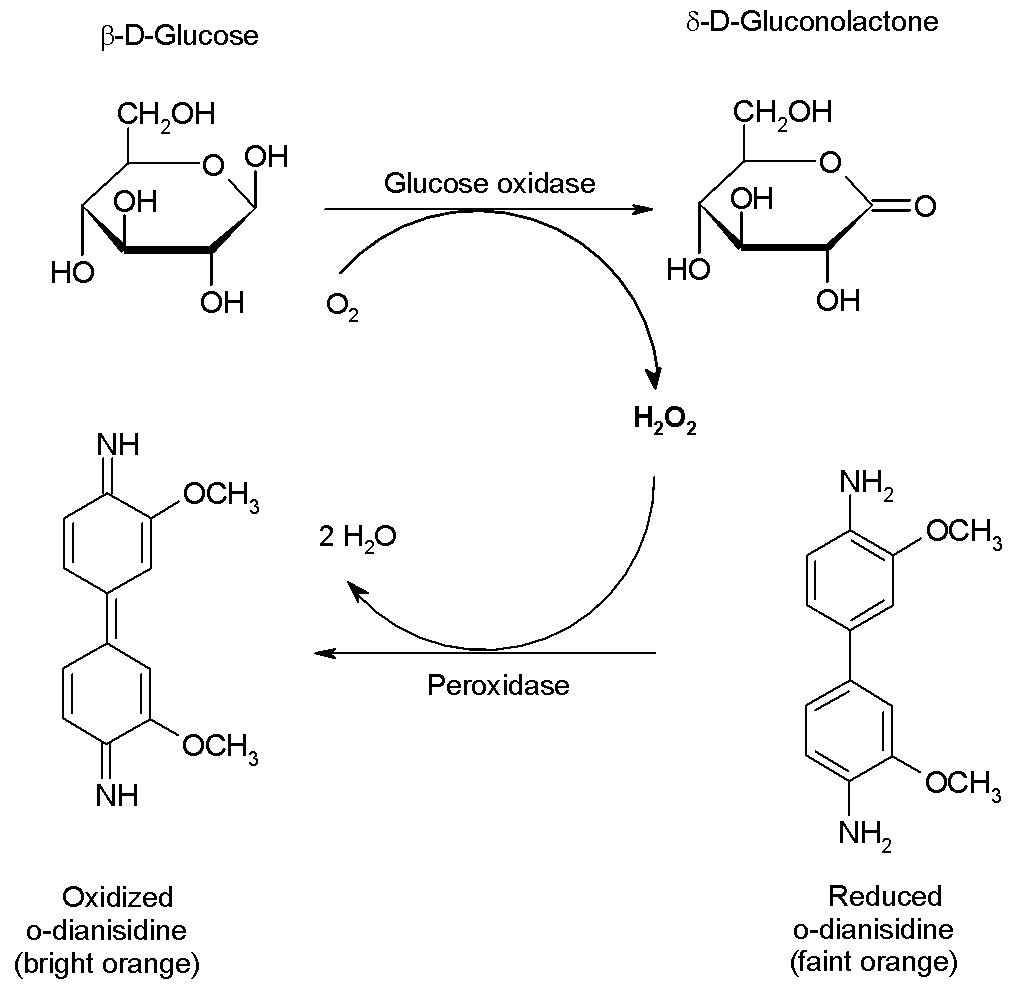 β-D-Glucose
δ-D-Gluconolactone
CH₂OH
O
OH
OH
HO
OH
Glucose oxidase
O₂
CH₂OH
O
OH
O
HO
OH
H₂O₂
NH
OCH₃
OCH₃
NH
2 H₂O
Peroxidase
NH₂
OCH₃
OCH₃
NH₂
Oxidized
o-dianisidine
(bright orange)
Reduced
o-dianisidine
(faint orange)